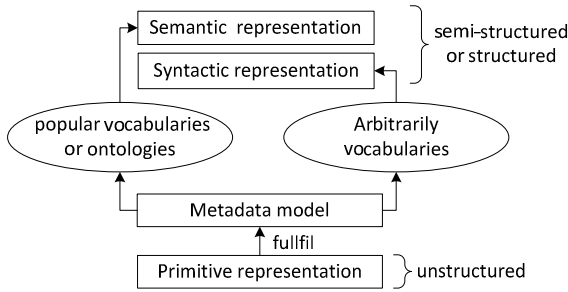 Semantic representation
Syntactic representation
semi-structured
or structured
popular vocabularies
or ontologies
Arbitrarily
vocabularies
Metadata model
fullfil
Primitive representation
unstructured